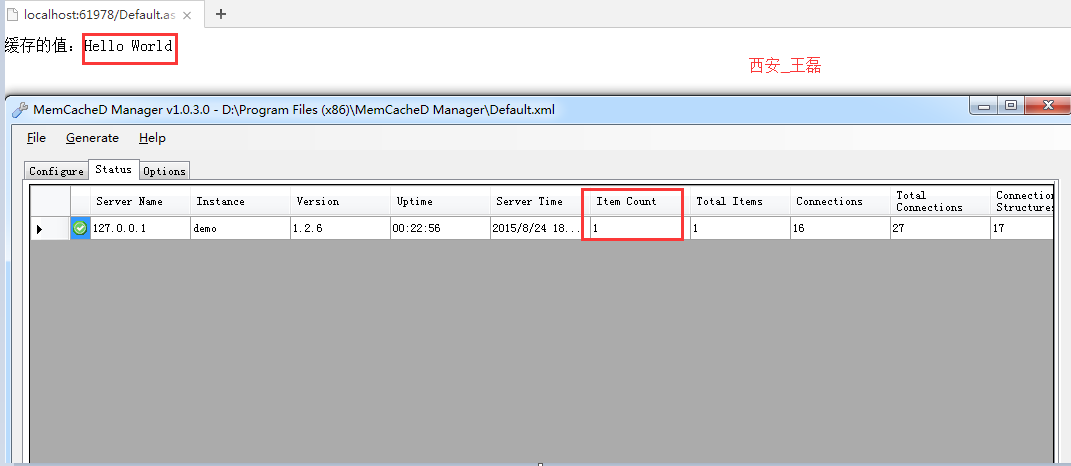 localhost:61978/Default.as
缓存的值：Hello World
西安_王磊
MemCacheD Manager v1.0.3.0 - D:\Program Files (x86)\MemCacheD Manager\Default.xml
File Generate Help
Configure Status Options
Server Name Instance Version Uptime Server Time Item Count Total Items Connections Total Connections Connection Structures
127.0.0.1 demo 1.2.6 00:22:56 2015/8/24 18... 1 1 16 27 17